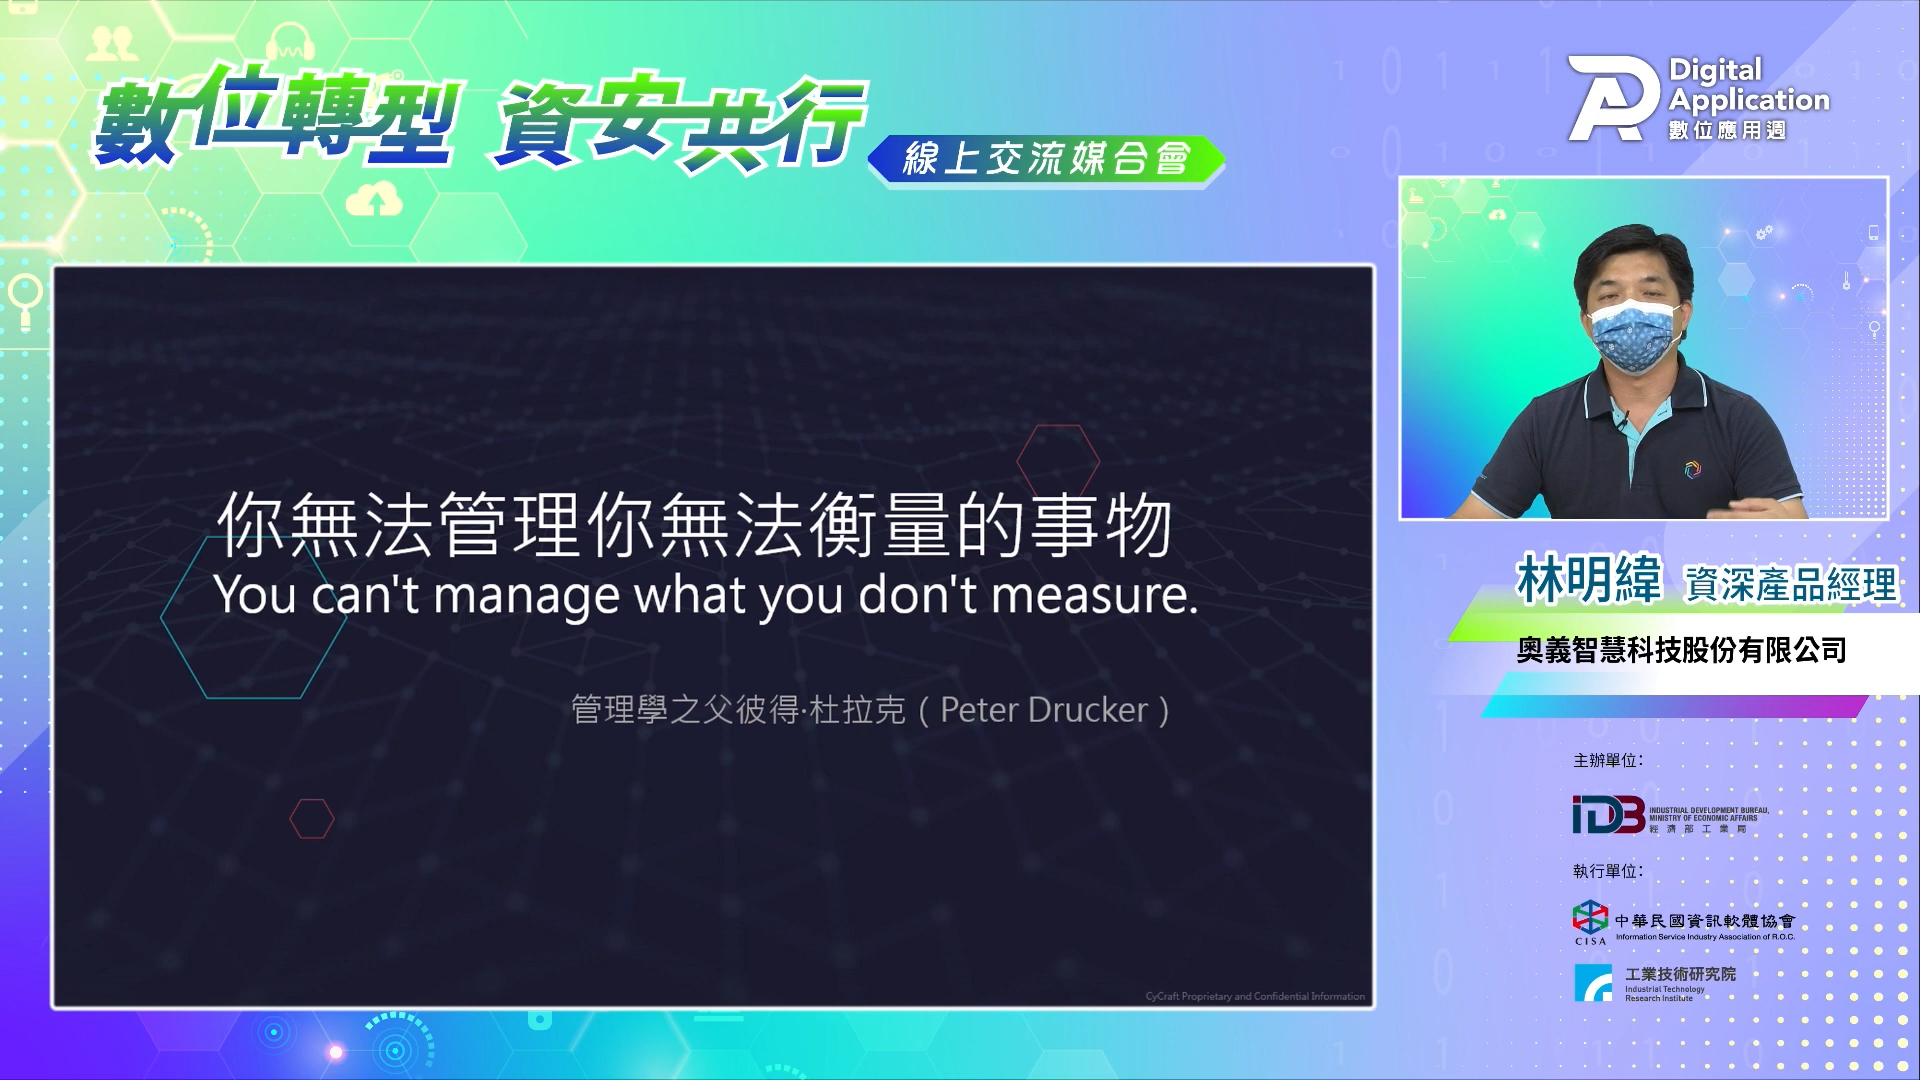 數位轉型 資安共行
線上交流媒合會
Digital
Application
數位應用週
你無法管理你無法衡量的事物
You can't manage what you don't measure.
管理學之父彼得·杜拉克（Peter Drucker）
CyCraft Proprietary and Confidential Information
林明緯 資深產品經理
奧義智慧科技股份有限公司
主辦單位：
IDB
INDUSTRIAL DEVELOPMENT BUREAU,
MINISTRY OF ECONOMIC AFFAIRS
經濟部工業局
執行單位：
中華民國資訊軟體協會
CISA
Information Service Industry Association of R.O.C.
工業技術研究院
Industrial Technology
Research Institute